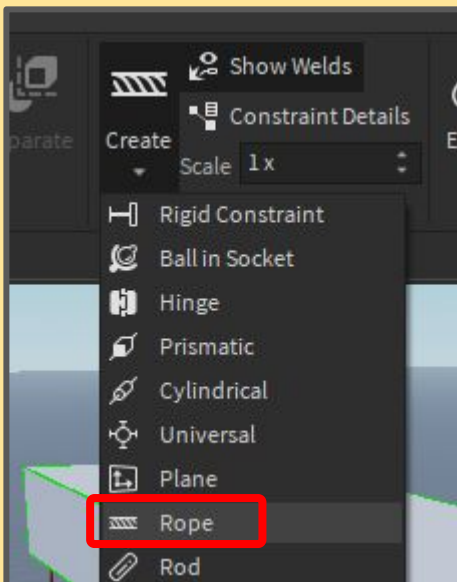 Show Welds
parate
Create
Constraint Details
Scale 1x
Rigid Constraint
Ball in Socket
Hinge
Prismatic
Cylindrical
Universal
Plane
Rope
Rod